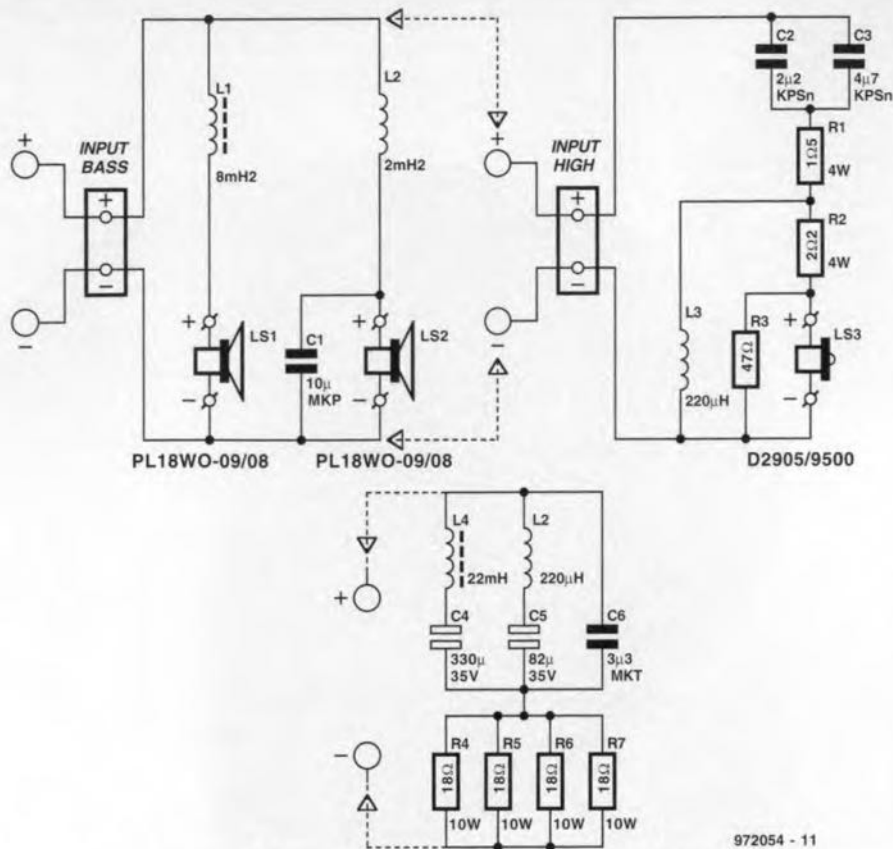 INPUT
BASS
+
+
−
−
L1
8mH2
L2
2mH2
+
LS1
−
C1
10µ
MKP
+
LS2
−
PL18WO-09/08
PL18WO-09/08
INPUT
HIGH
+
+
−
−
C2
2µ2
KPSn
C3
4µ7
KPSn
R1
1Ω5
4W
R2
2Ω2
4W
L3
220µH
R3
47Ω
+
LS3
−
D2905/9500
+
−
L4
22mH
L2
220µH
C4
330µ
35V
C5
82µ
35V
C6
3µ3
MKT
R4
18Ω
10W
R5
18Ω
10W
R6
18Ω
10W
R7
18Ω
10W
972054 - 11